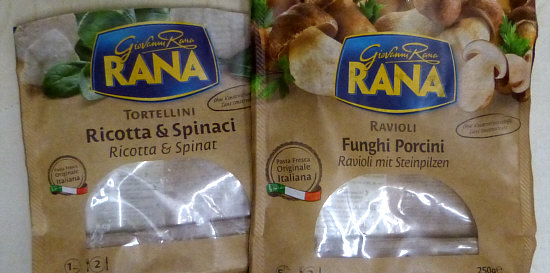 Giovanni Rana
RANA
TORTELLINI
Ricotta & Spinaci
Ricotta & Spinat
Pasta Fresca
Originale
Italiana
2
Giovanni Rana
RANA
RAVIOLI
Funghi Porcini
Ravioli mit Steinpilzen
Pasta Fresca
Originale
Italiana
250g